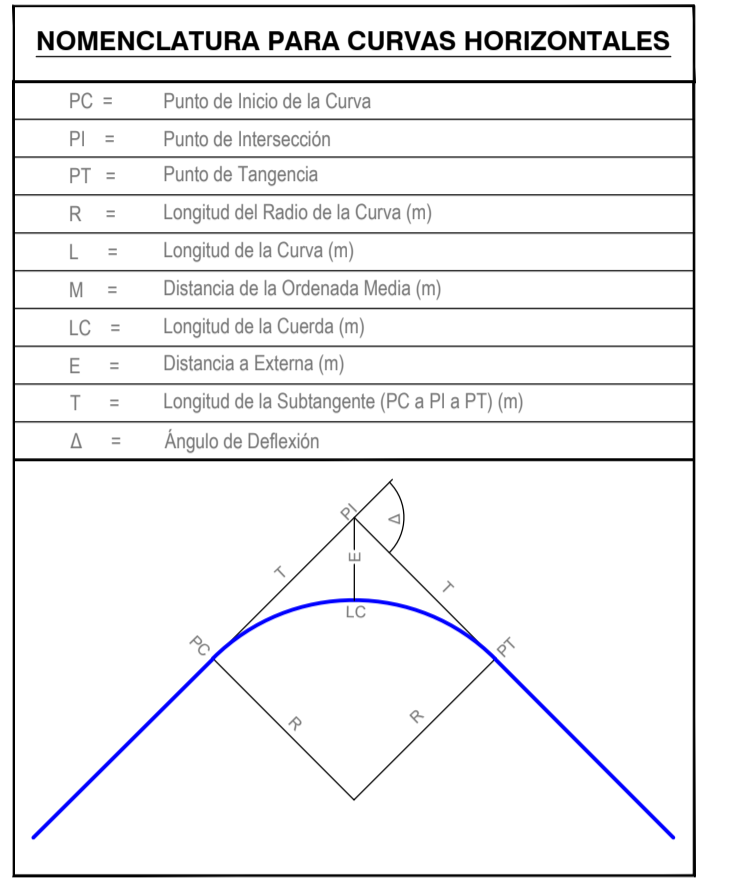 NOMENCLATURA PARA CURVAS HORIZONTALES
PC = Punto de Inicio de la Curva
PI = Punto de Intersección
PT = Punto de Tangencia
R = Longitud del Radio de la Curva (m)
L = Longitud de la Curva (m)
M = Distancia de la Ordenada Media (m)
LC = Longitud de la Cuerda (m)
E = Distancia a Externa (m)
T = Longitud de la Subtangente (PC a PI a PT) (m)
Δ = Ángulo de Deflexión
PI
Δ
E
T
T
LC
PC
PT
R
R